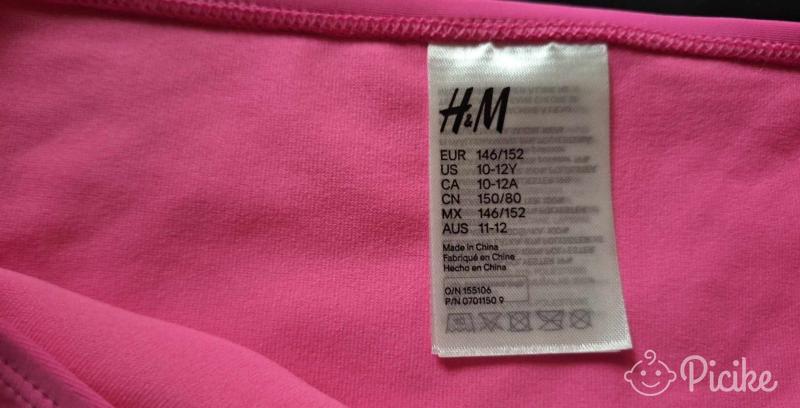 H&M
EUR 146/152
US 10-12Y
CA 10-12A
CN 150/80
MX 146/152
AUS 11-12
Made in China
Fabriqué en Chine
Hecho en China
O/N 155106
P/N 0701150 9
Picike